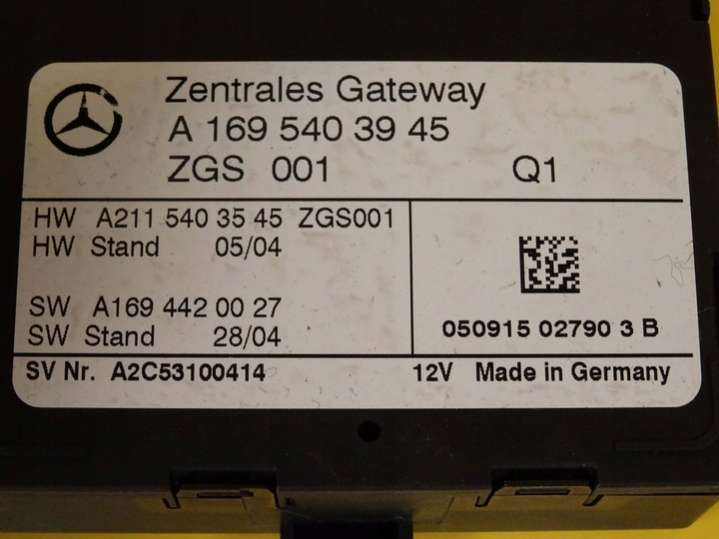 Zentrales Gateway
A 169 540 39 45
ZGS 001 Q1
HW A211 540 35 45 ZGS001
HW Stand 05/04
SW A169 442 00 27
SW Stand 28/04
050915 02790 3 B
SV Nr. A2C53100414
12V Made in Germany